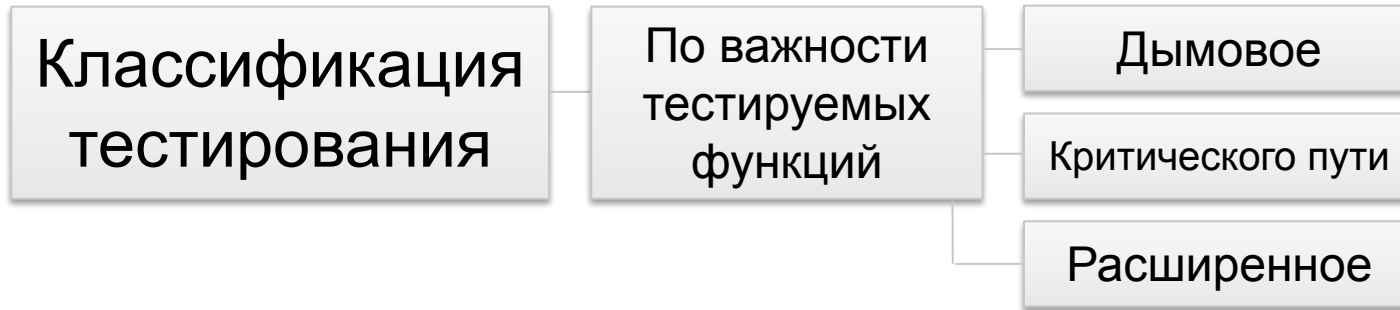 Классификация
тестирования
По важности
тестируемых
функций
Дымовое
Критического пути
Расширенное